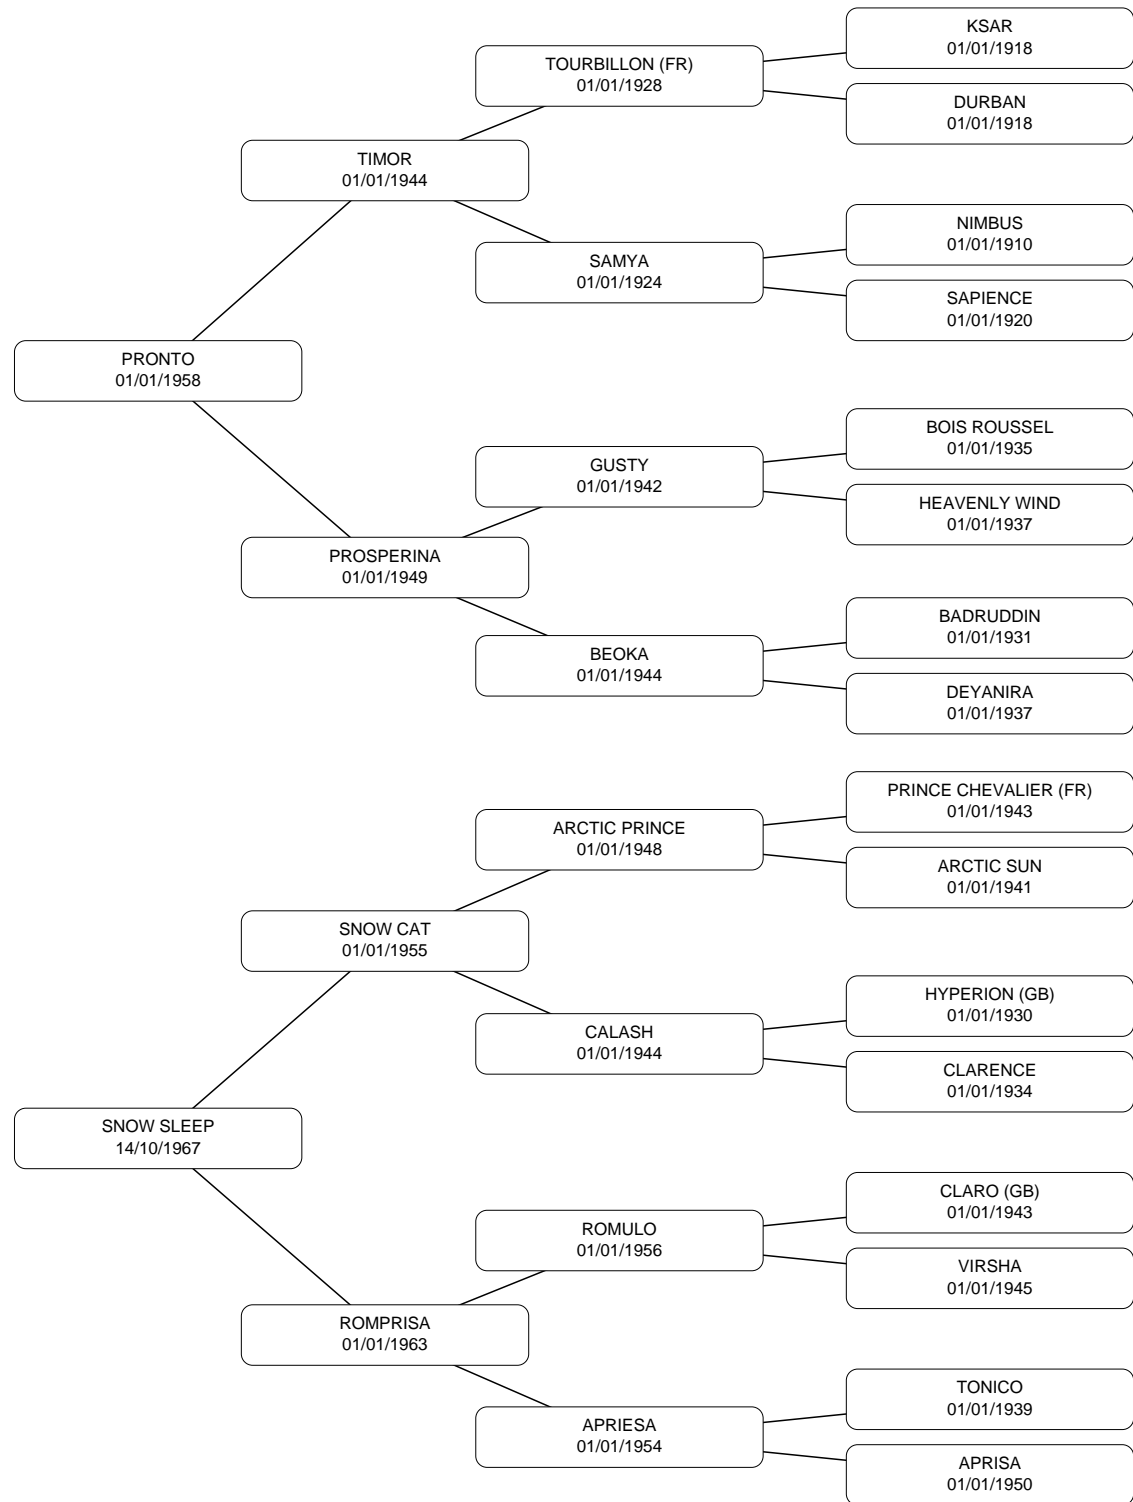 KSAR
01/01/1918
TOURBILLON (FR)
01/01/1928
DURBAN
01/01/1918
TIMOR
01/01/1944
NIMBUS
01/01/1910
SAMYA
01/01/1924
SAPIENCE
01/01/1920
PRONTO
01/01/1958
BOIS ROUSSEL
01/01/1935
GUSTY
01/01/1942
HEAVENLY WIND
01/01/1937
PROSPERINA
01/01/1949
BADRUDDIN
01/01/1931
BEOKA
01/01/1944
DEYANIRA
01/01/1937
PRINCE CHEVALIER (FR)
01/01/1943
ARCTIC PRINCE
01/01/1948
ARCTIC SUN
01/01/1941
SNOW CAT
01/01/1955
HYPERION (GB)
01/01/1930
CALASH
01/01/1944
CLARENCE
01/01/1934
SNOW SLEEP
14/10/1967
CLARO (GB)
01/01/1943
ROMULO
01/01/1956
VIRSHA
01/01/1945
ROMPRISA
01/01/1963
TONICO
01/01/1939
APRIESA
01/01/1954
APRISA
01/01/1950